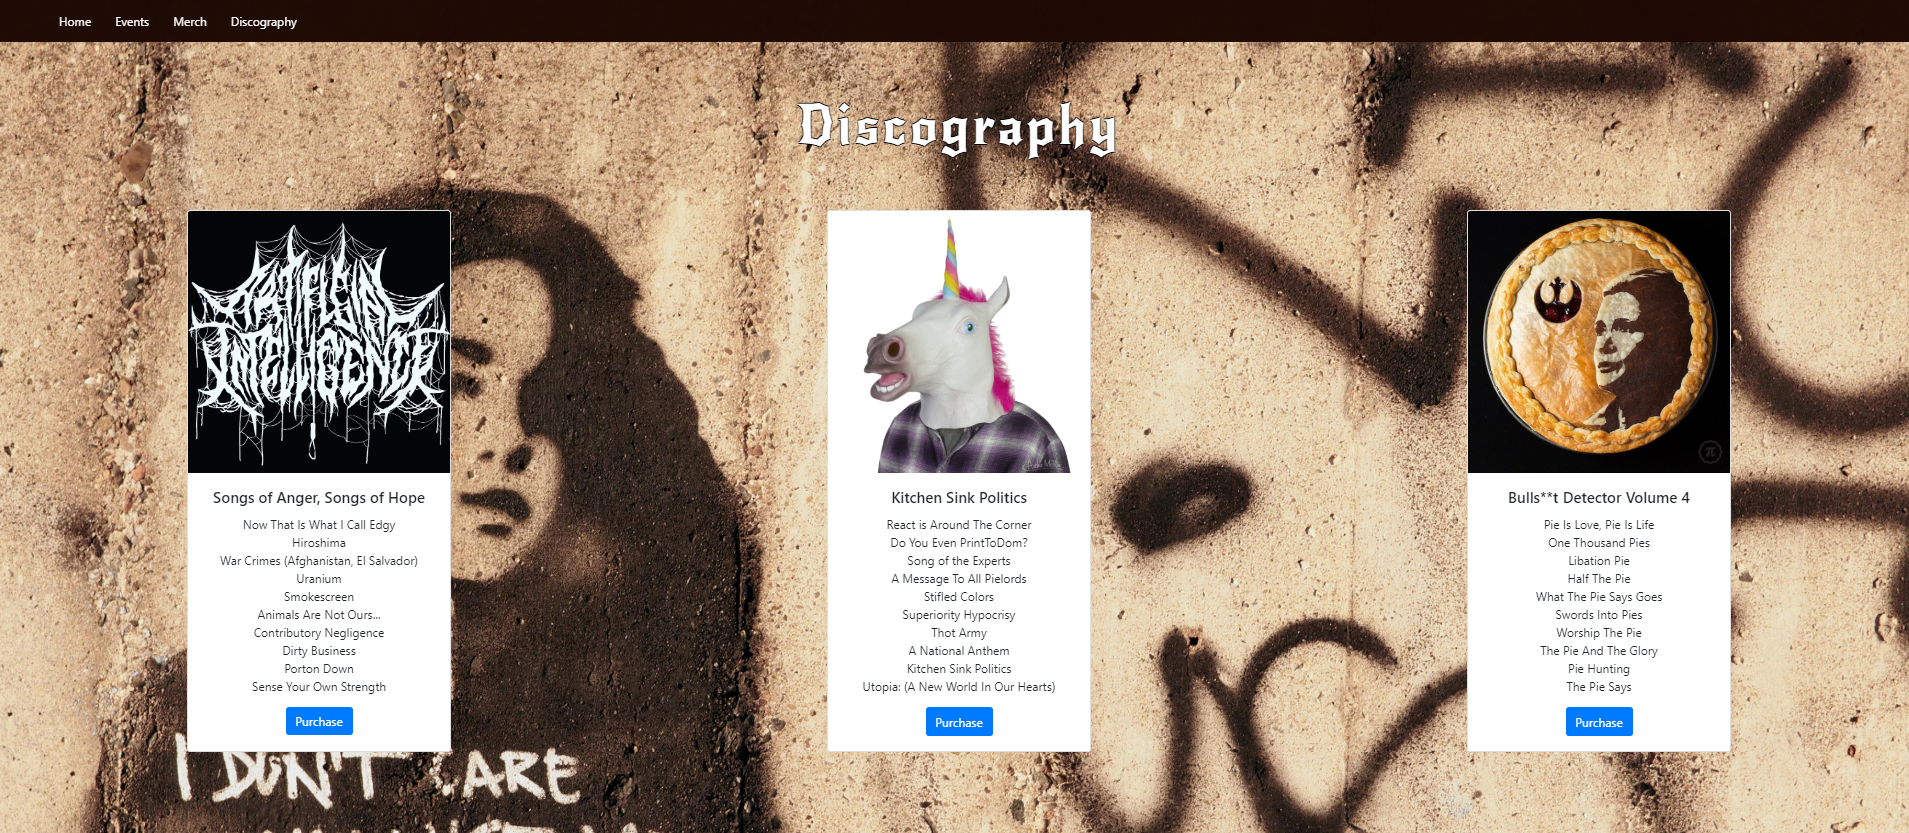 Home Events Merch Discography
Discography
ARTIFICIAL
INTELLIGENCE
Songs of Anger, Songs of Hope
Now That Is What I Call Edgy
Hiroshima
War Crimes (Afghanistan, El Salvador)
Uranium
Smokescreen
Animals Are Not Ours...
Contributory Negligence
Dirty Business
Porton Down
Sense Your Own Strength
Purchase
Kitchen Sink Politics
React is Around The Corner
Do You Even PrintToDom?
Song of the Experts
A Message To All Pielords
Stifled Colors
Superiority Hypocrisy
Thot Army
A National Anthem
Kitchen Sink Politics
Utopia: (A New World In Our Hearts)
Purchase
π
Bulls**t Detector Volume 4
Pie Is Love, Pie Is Life
One Thousand Pies
Libation Pie
Half The Pie
What The Pie Says Goes
Swords Into Pies
Worship The Pie
The Pie And The Glory
Pie Hunting
The Pie Says
Purchase
I DON'T CARE